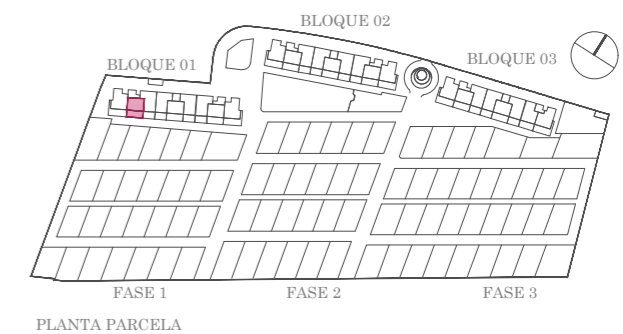 BLOQUE 02
BLOQUE 03
BLOQUE 01
FASE 1
FASE 2
FASE 3
PLANTA PARCELA